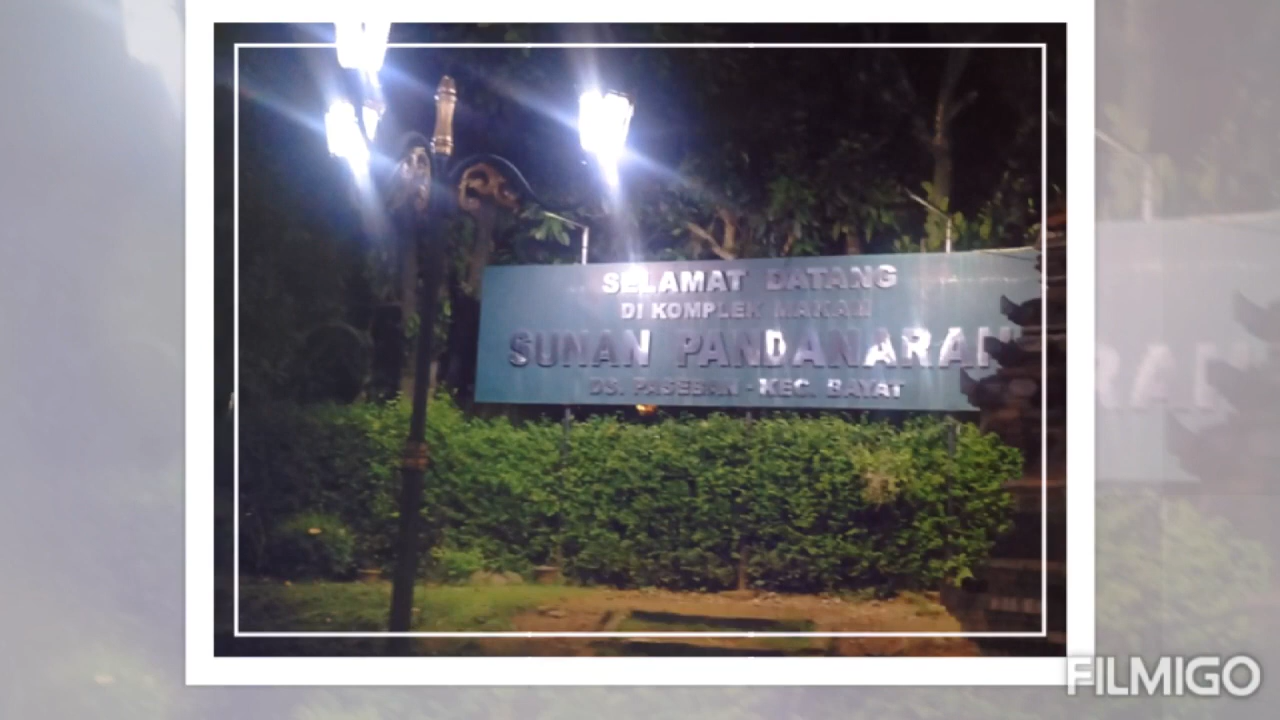 SELAMAT DATANG
DI KOMPLEK MAKAM
SUNAN PANDANARAN
DS. PASEBAN - KEC. BAYAT
FILMIGO